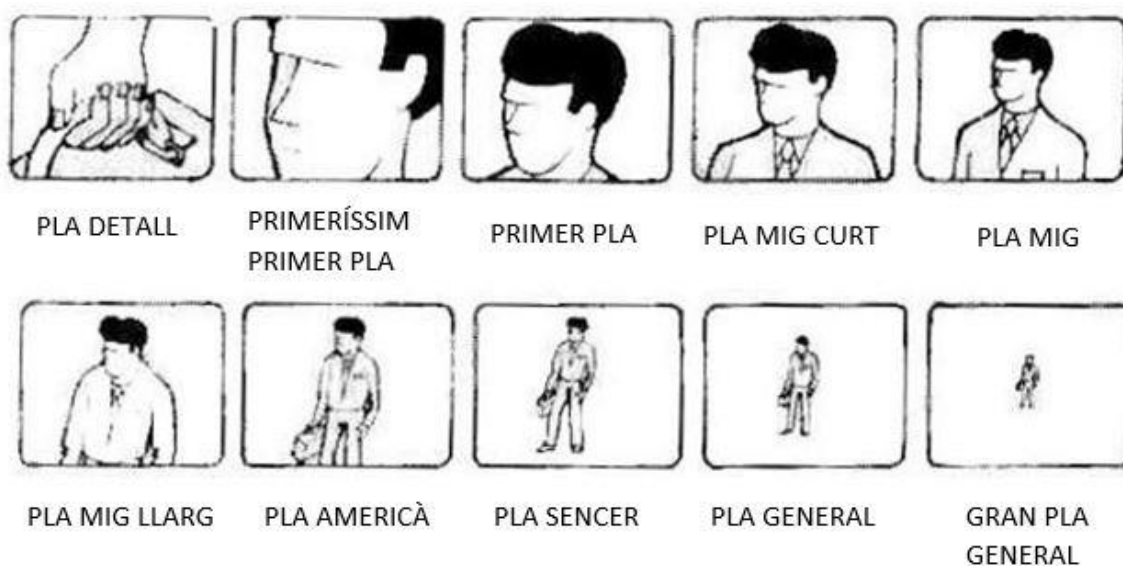 PLA DETALL
PRIMERÍSSIM
PRIMER PLA
PRIMER PLA
PLA MIG CURT
PLA MIG
PLA MIG LLARG
PLA AMERICÀ
PLA SENCER
PLA GENERAL
GRAN PLA
GENERAL